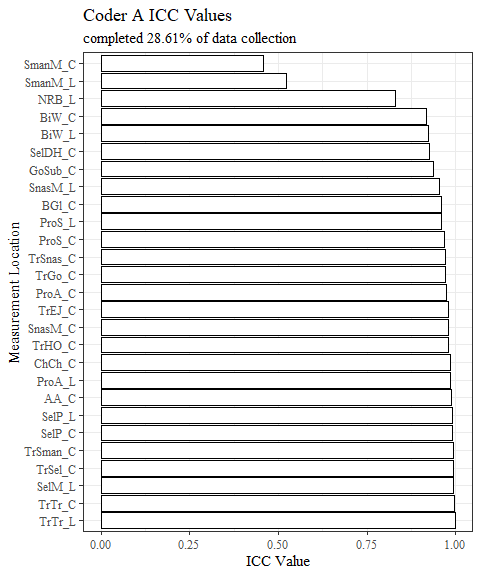 Coder A ICC Values
completed 28.61% of data collection
SmanM_C
SmanM_L
NRB_L
BiW_C
BiW_L
SelDH_C
GoSub_C
SnasM_L
BGl_C
ProS_L
ProS_C
TrSnas_C
TrGo_C
ProA_C
TrEJ_C
SnasM_C
TrHO_C
ChCh_C
ProA_L
AA_C
SelP_L
SelP_C
TrSman_C
TrSel_C
SelM_L
TrTr_C
TrTr_L
Measurement Location
0.00 0.25 0.50 0.75 1.00
ICC Value